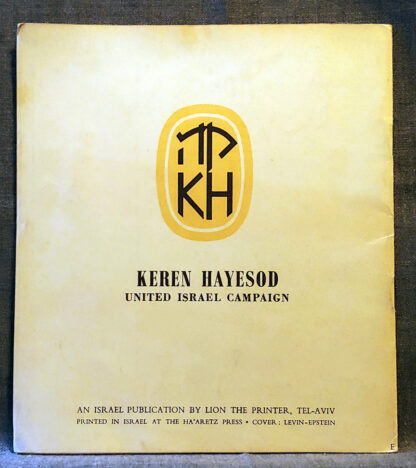 קה
KH
KEREN HAYESOD
UNITED ISRAEL CAMPAIGN
AN ISRAEL PUBLICATION BY LION THE PRINTER, TEL-AVIV
PRINTED IN ISRAEL AT THE HA'ARETZ PRESS • COVER: LEVIN-EPSTEIN
E